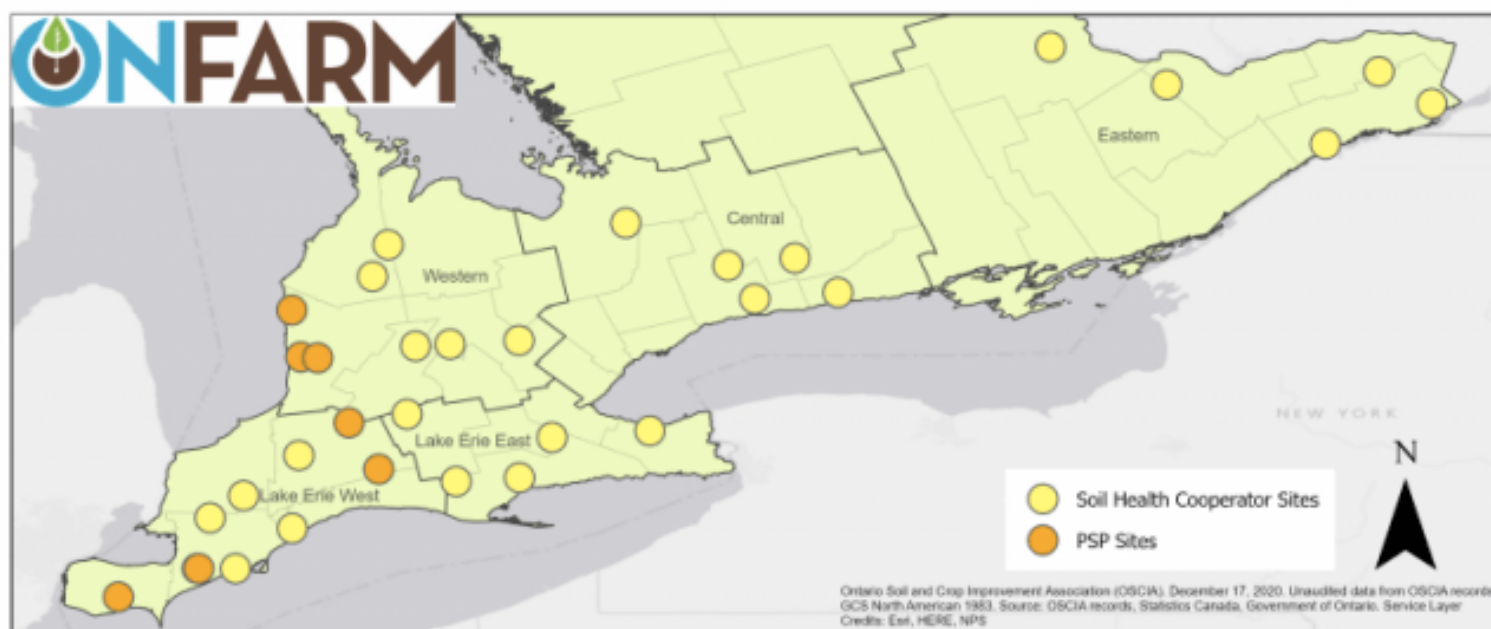 ONFARM
Eastern
Central
Western
NEW YORK
Lake Erie East
Lake Erie West
N
Soil Health Cooperator Sites
PSP Sites
Ontario Soil and Crop Improvement Association (OSCIA). December 17, 2020. Unaudited data from OSCIA records
GCS North American 1983. Source: OSCIA records, Statistics Canada, Government of Ontario. Service Layer
Credits: Esri, HERE, NPS